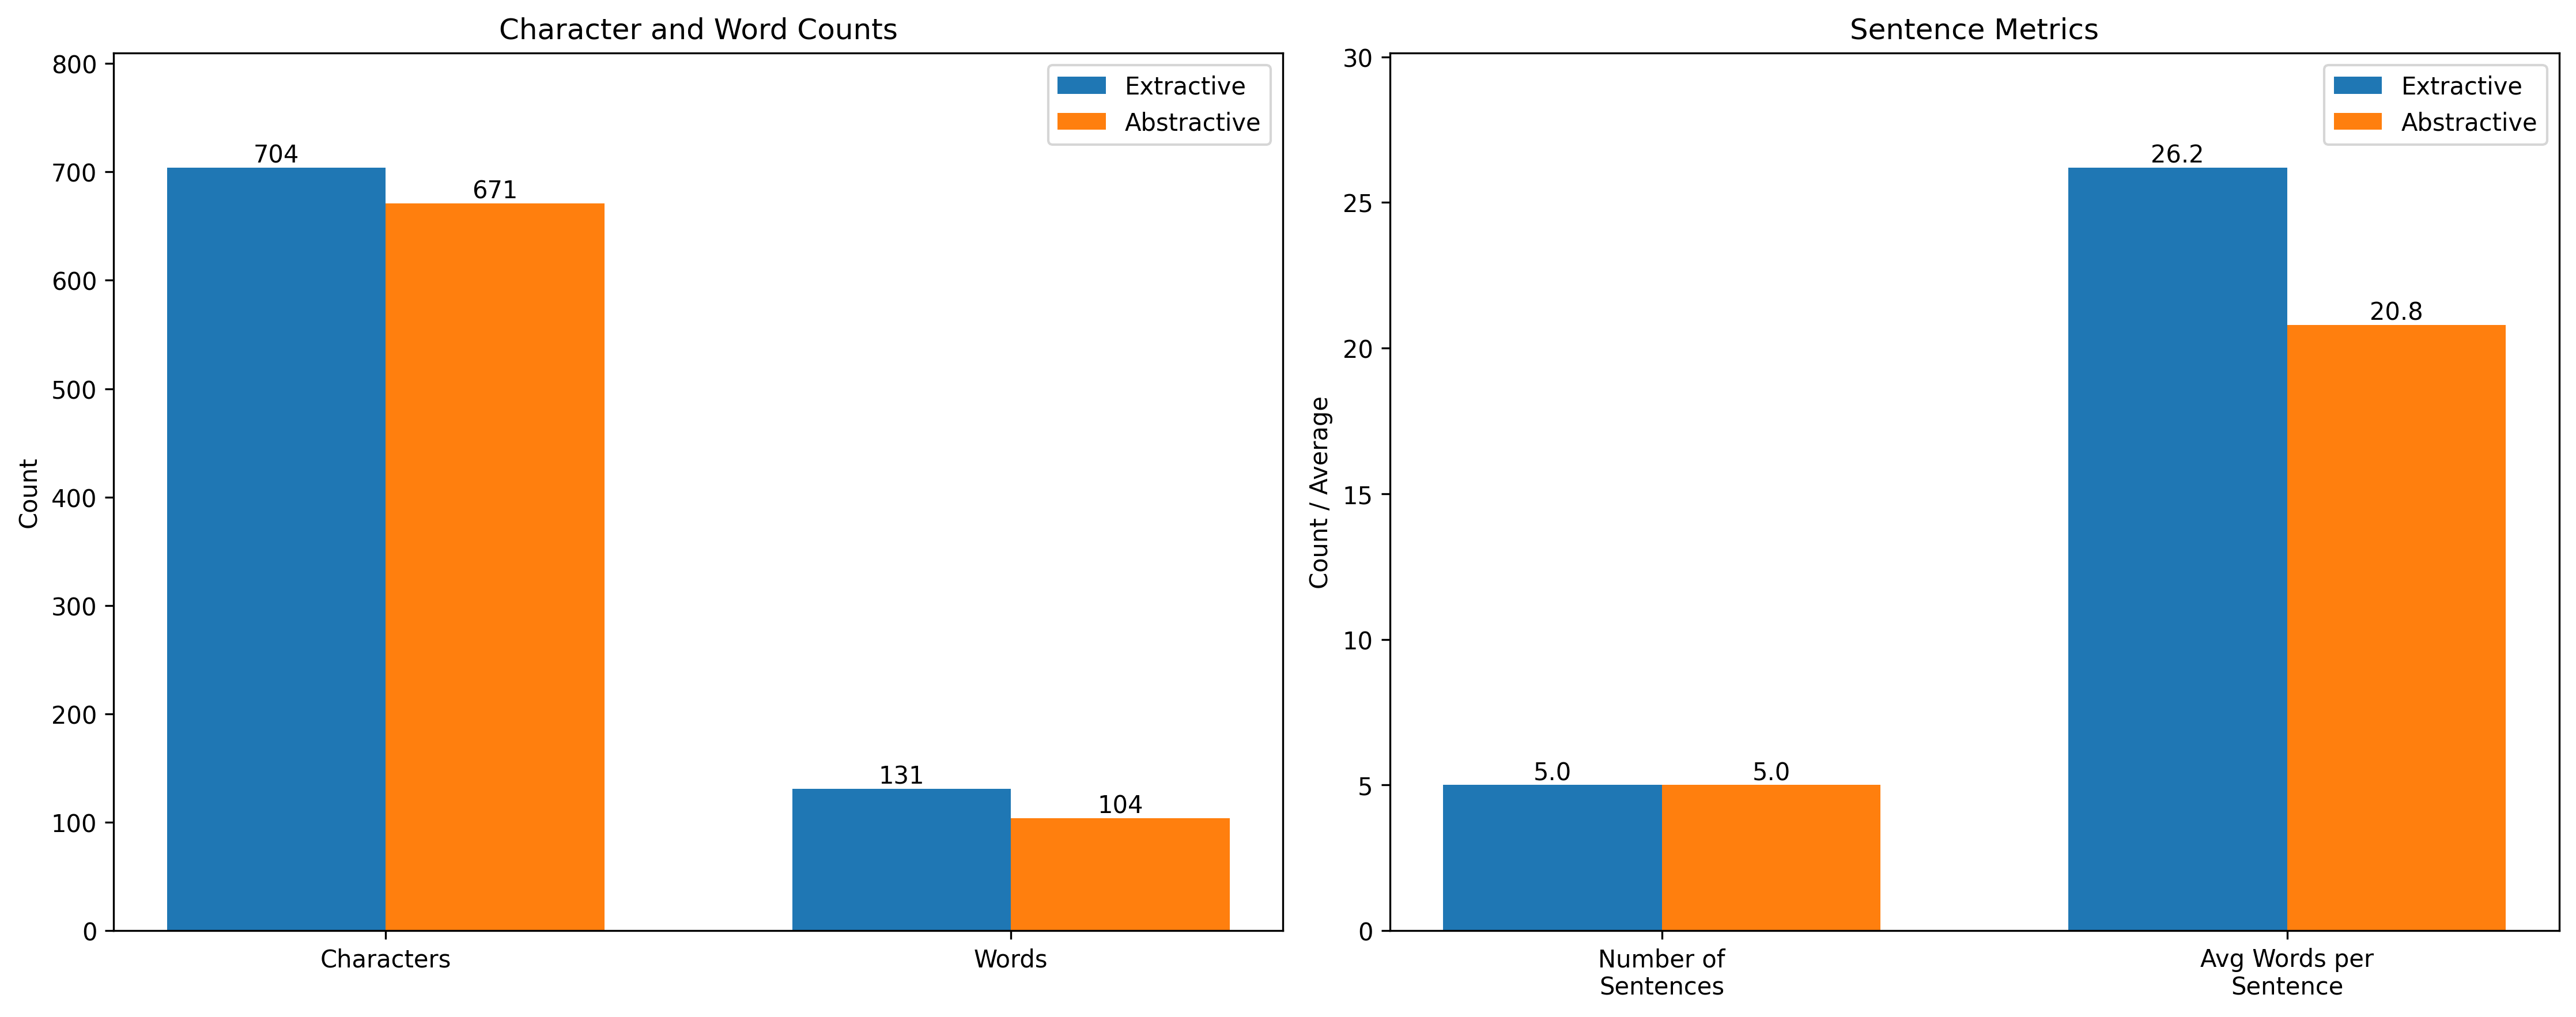 Character and Word Counts
800
700
600
500
400
300
200
100
0
Count
704
671
131
104
Characters
Words
Extractive
Abstractive
Sentence Metrics
30
25
20
15
10
5
0
Count / Average
5.0
5.0
26.2
20.8
Number of
Sentences
Avg Words per
Sentence
Extractive
Abstractive